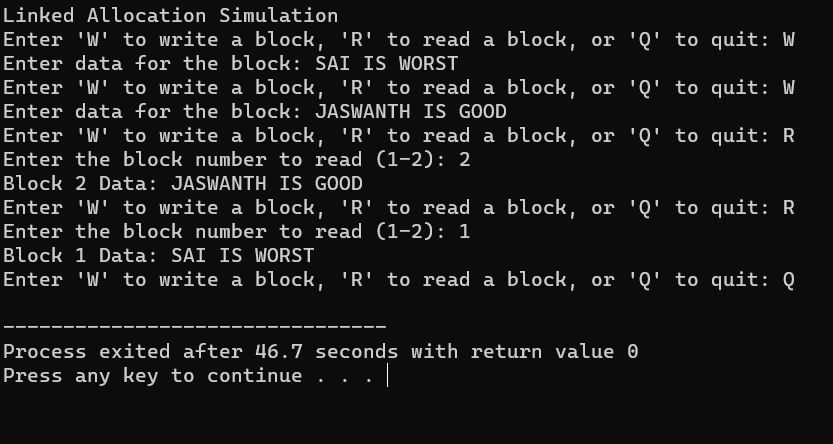 Linked Allocation Simulation
Enter 'W' to write a block, 'R' to read a block, or 'Q' to quit: W
Enter data for the block: SAI IS WORST
Enter 'W' to write a block, 'R' to read a block, or 'Q' to quit: W
Enter data for the block: JASWANTH IS GOOD
Enter 'W' to write a block, 'R' to read a block, or 'Q' to quit: R
Enter the block number to read (1-2): 2
Block 2 Data: JASWANTH IS GOOD
Enter 'W' to write a block, 'R' to read a block, or 'Q' to quit: R
Enter the block number to read (1-2): 1
Block 1 Data: SAI IS WORST
Enter 'W' to write a block, 'R' to read a block, or 'Q' to quit: Q
--------------------------------
Process exited after 46.7 seconds with return value 0
Press any key to continue . . .